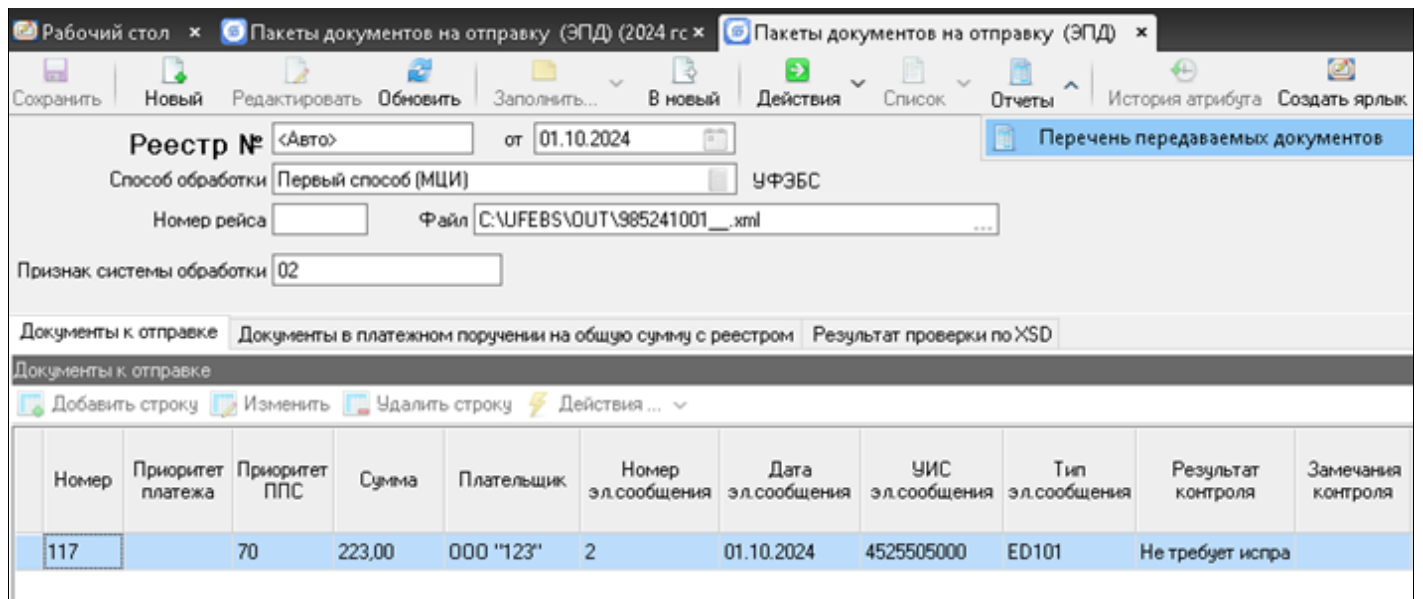 Рабочий стол × Пакеты документов на отправку (ЭПД) (2024 гс × Пакеты документов на отправку (ЭПД) ×
Сохранить Новый Редактировать Обновить Заполнить... В новый Действия Список Отчеты История атрибута Создать ярлык
Реестр № <Авто> от 01.10.2024 Перечень передаваемых документов
Способ обработки Первый способ (МЦИ) УФЭБС
Номер рейса Файл C:\UFEBS\OUT\985241001__.xml ...
Признак системы обработки 02
Документы к отправке Документы в платежном поручении на общую сумму с реестром Результат проверки по XSD
Документы к отправке
Добавить строку Изменить Удалить строку Действия ...
Номер Приоритет платежа Приоритет ППС Сумма Плательщик Номер эл.сообщения Дата эл.сообщения УИС эл.сообщения Тип эл.сообщения Результат контроля Замечания контроля
117 70 223,00 ООО "123" 2 01.10.2024 4525505000 ED101 Не требует испра